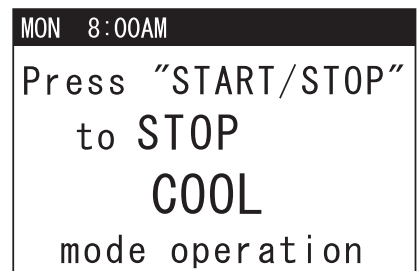 MON 8:00AM
Press "START/STOP"
to STOP
COOL
mode operation